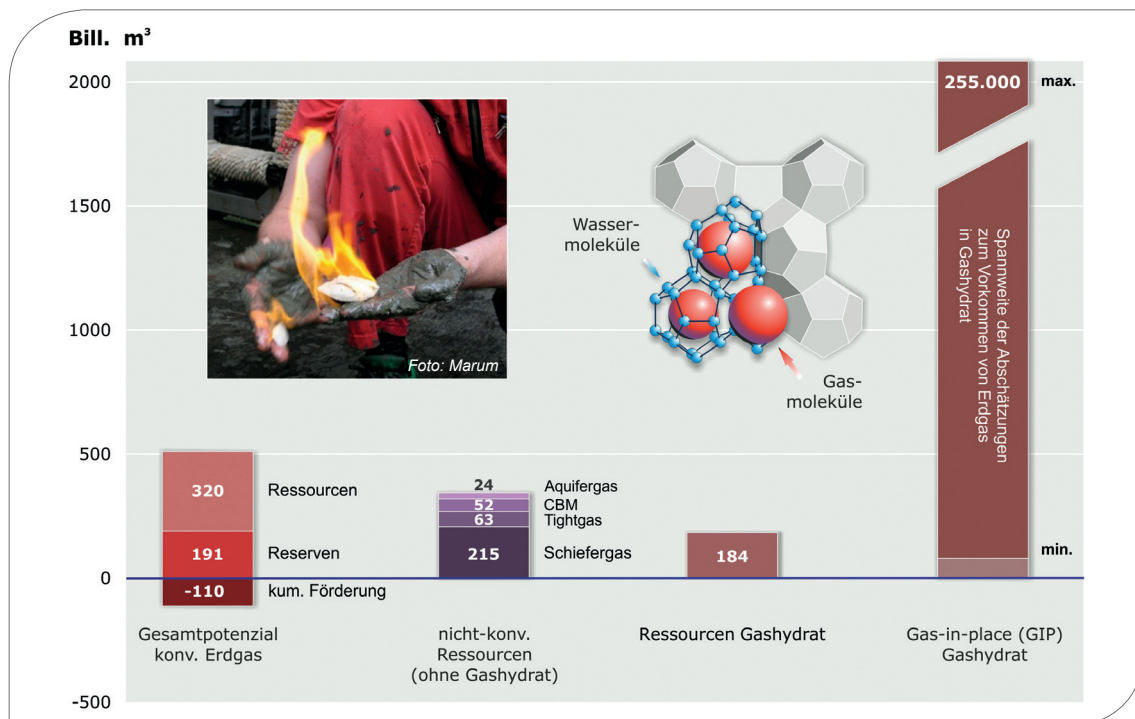 Bill. m³
2000
1500
1000
500
0
-500
Foto: Marum
Wasser-
moleküle
Gas-
moleküle
255.000
max.
Spannweite der Abschätzungen
zum Vorkommen von Erdgas
in Gashydrat
min.
320
Ressourcen
191
Reserven
-110
kum. Förderung
24
Aquifergas
52
CBM
63
Tightgas
215
Schiefergas
184
Gesamtpotenzial
konv. Erdgas
nicht-konv.
Ressourcen
(ohne Gashydrat)
Ressourcen Gashydrat
Gas-in-place (GIP)
Gashydrat